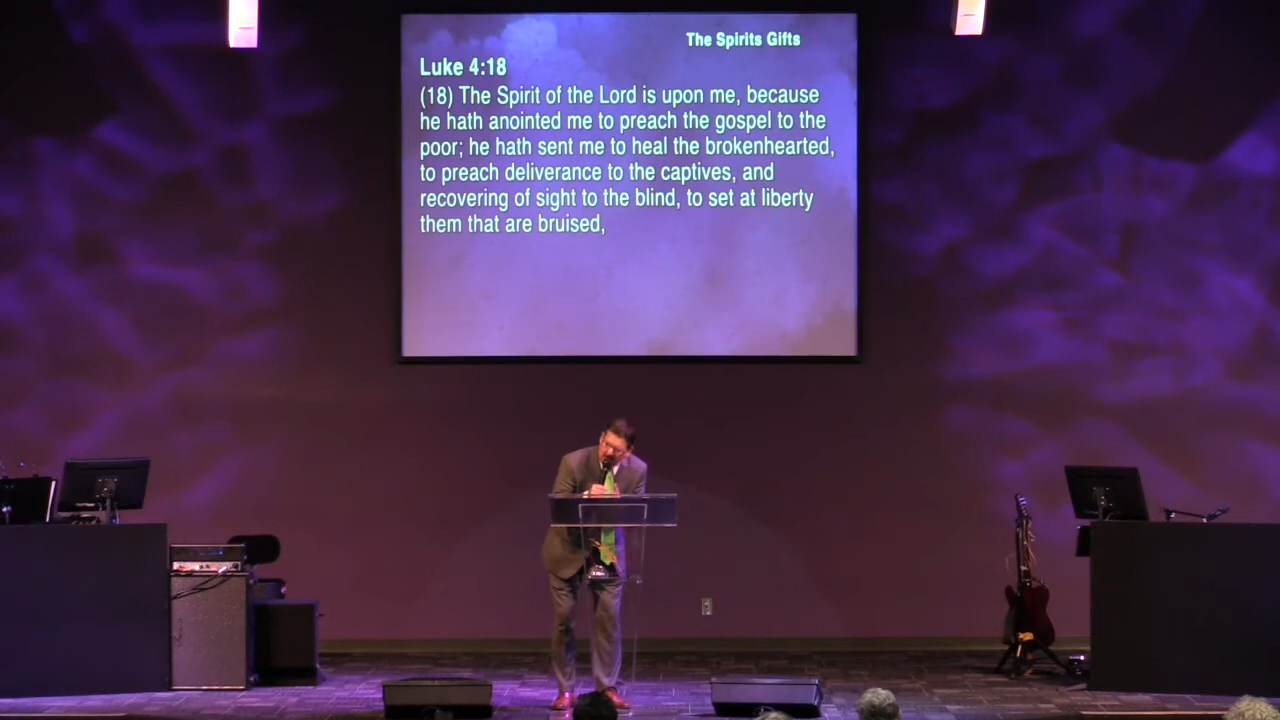 The Spirits Gifts
Luke 4:18
(18) The Spirit of the Lord is upon me, because
he hath anointed me to preach the gospel to the
poor; he hath sent me to heal the brokenhearted,
to preach deliverance to the captives, and
recovering of sight to the blind, to set at liberty
them that are bruised,